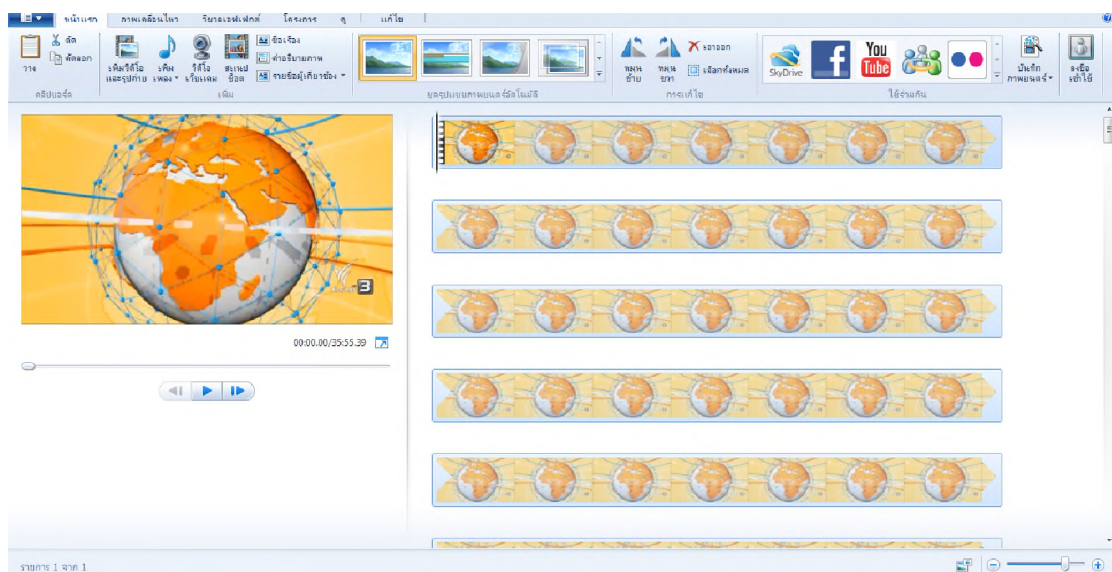 หน้าแรก ภาพเคลื่อนไหว วิชวลเอฟเฟกต์ โครงการ ดู แก้ไข
วาง
ตัด
คัดลอก
คลิปบอร์ด
เพิ่มวิดีโอ
และรูปถ่าย
เพิ่ม
เพลง
วิดีโอ
เว็บแคม
สแนป
ช็อต
ชื่อเรื่อง
คำอธิบายภาพ
รายชื่อผู้เกี่ยวข้อง
เพิ่ม
ชุดรูปแบบภาพยนตร์อัตโนมัติ
หมุน
ซ้าย
หมุน
ขวา
เอาออก
เลือกทั้งหมด
การแก้ไข
SkyDrive
f
You
Tube
ใช้ร่วมกัน
บันทึก
ภาพยนตร์
ลงชื่อ
เข้าใช้
3
00:00.00/35:55.39
รายการ 1 จาก 1